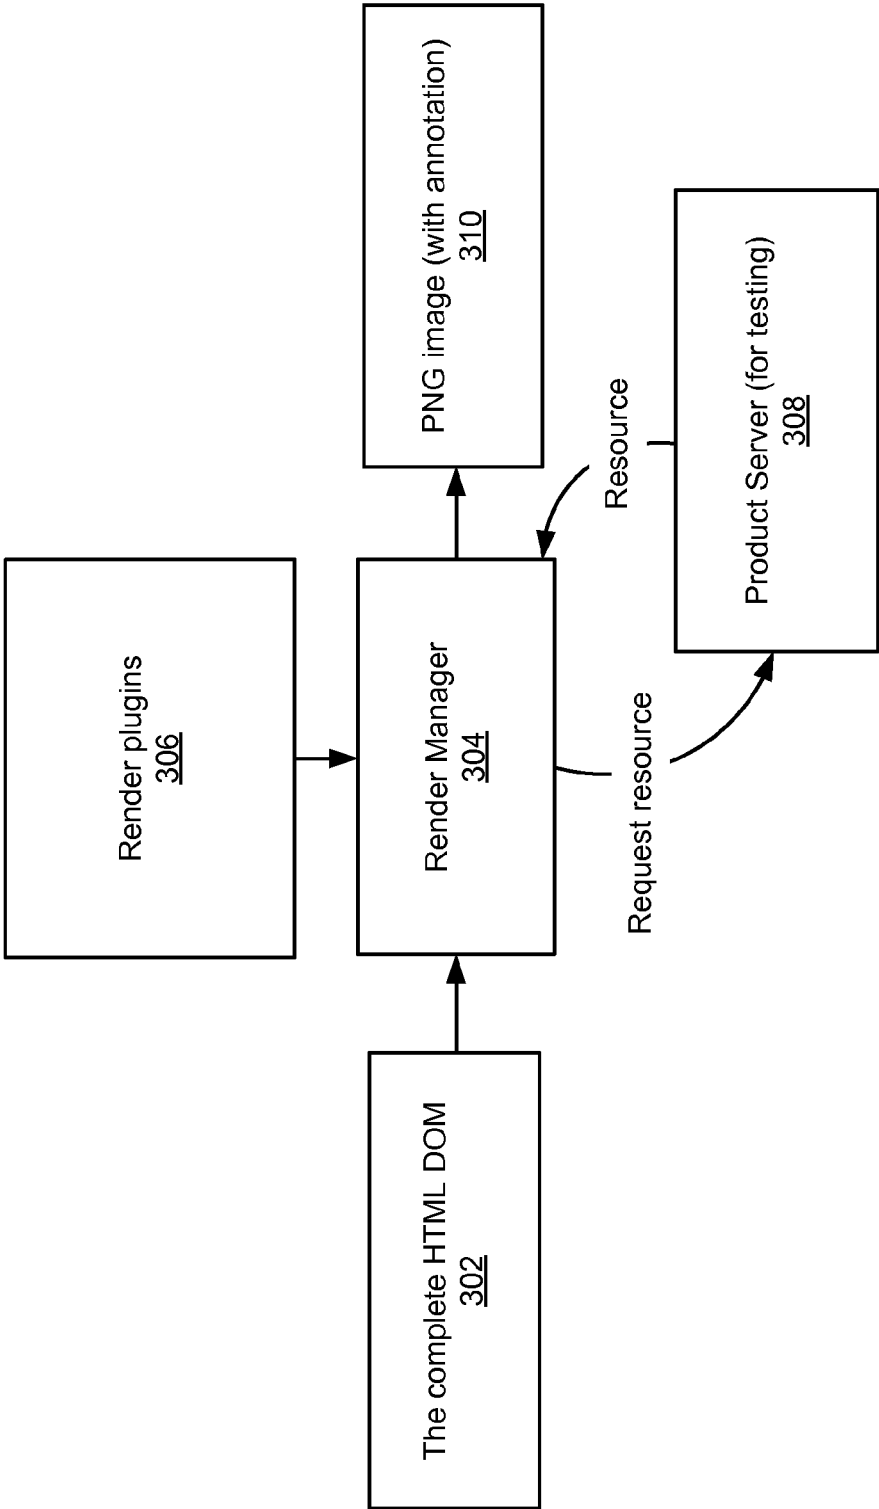 The complete HTML DOM
302
Render plugins
306
Render Manager
304
PNG image (with annotation)
310
Request resource
Resource
Product Server (for testing)
308